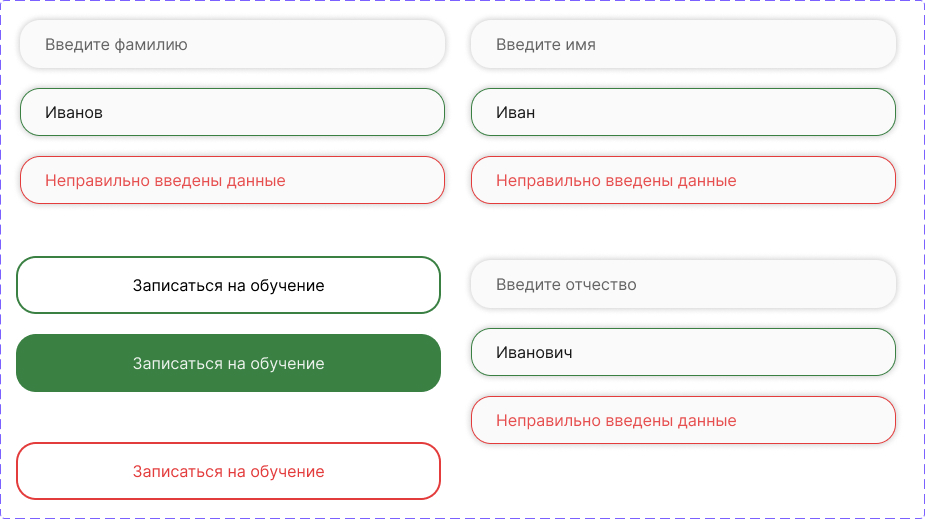 Введите фамилию
Введите имя
Иванов
Иван
Неправильно введены данные
Неправильно введены данные
Записаться на обучение
Введите отчество
Записаться на обучение
Иванович
Неправильно введены данные
Записаться на обучение